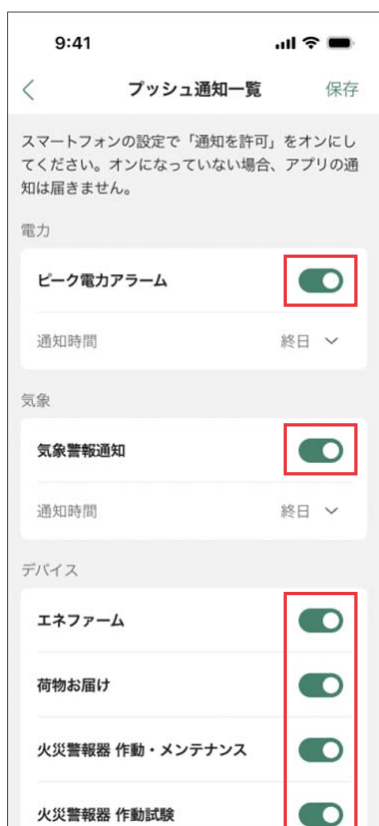 9:41
プッシュ通知一覧
保存
スマートフォンの設定で「通知を許可」をオンにし
てください。オンになっていない場合、アプリの通
知は届きません。
電力
ピーク電力アラーム
通知時間 終日
気象
気象警報通知
通知時間 終日
デバイス
エネファーム
荷物お届け
火災警報器 作動・メンテナンス
火災警報器 作動試験